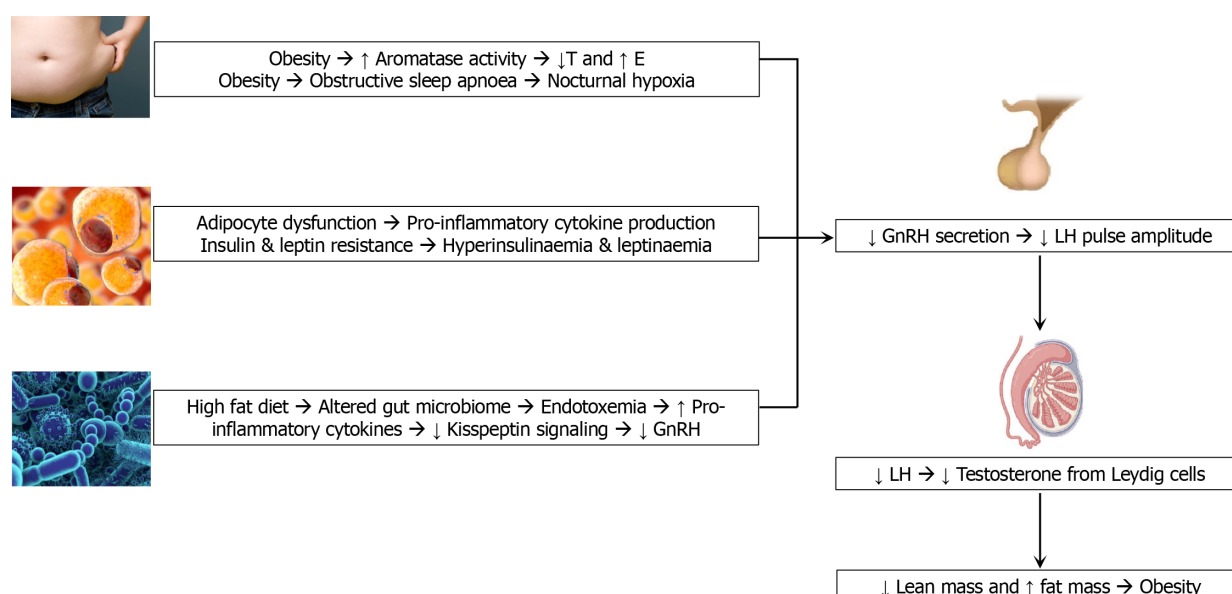 Obesity → ↑ Aromatase activity → ↓T and ↑ E
Obesity → Obstructive sleep apnoea → Nocturnal hypoxia
Adipocyte dysfunction → Pro-inflammatory cytokine production
Insulin & leptin resistance → Hyperinsulinaemia & leptinaemia
High fat diet → Altered gut microbiome → Endotoxemia → ↑ Pro-
inflammatory cytokines → ↓ Kisspeptin signaling → ↓ GnRH
↓ GnRH secretion → ↓ LH pulse amplitude
↓ LH → ↓ Testosterone from Leydig cells
↓ Lean mass and ↑ fat mass → Obesity